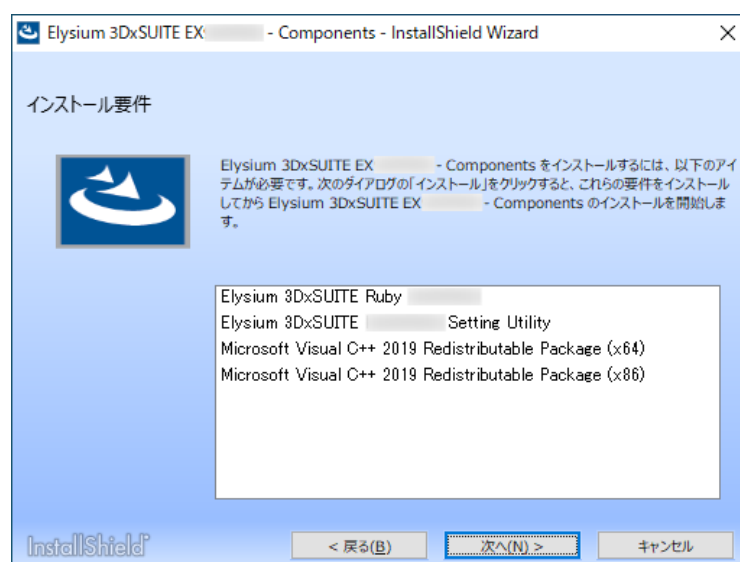 Elysium 3DxSUITE EX - Components - InstallShield Wizard
インストール要件
Elysium 3DxSUITE EX - Components をインストールするには、以下のアイ
テムが必要です。次のダイアログの「インストール」をクリックすると、これらの要件をインストール
してから Elysium 3DxSUITE EX - Components のインストールを開始しま
す。
Elysium 3DxSUITE Ruby
Elysium 3DxSUITE Setting Utility
Microsoft Visual C++ 2019 Redistributable Package (x64)
Microsoft Visual C++ 2019 Redistributable Package (x86)
InstallShield
< 戻る(B)
次へ(N) >
キャンセル